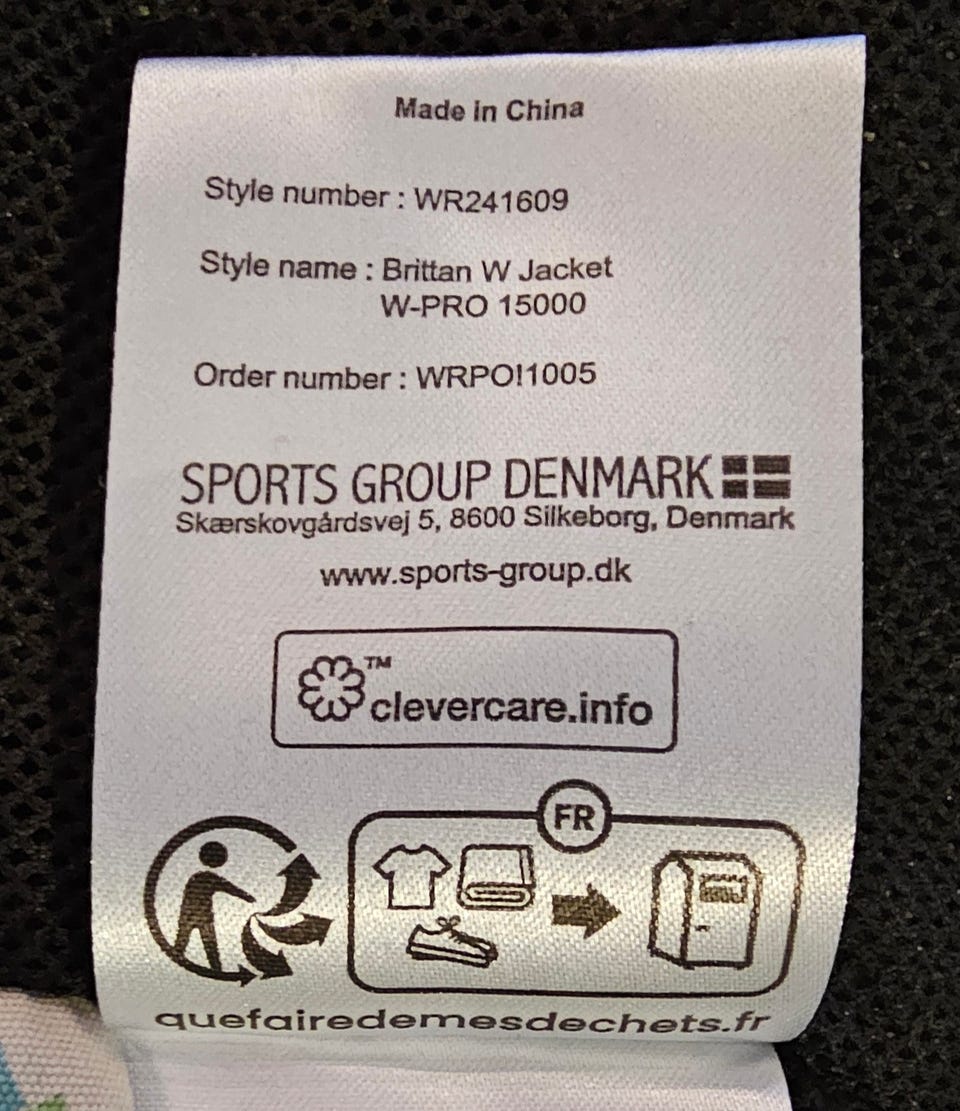 Made in China
Style number : WR241609
Style name : Brittan W Jacket
W-PRO 15000
Order number : WRPO!1005
SPORTS GROUP DENMARK
Skærskovgårdsvej 5, 8600 Silkeborg, Denmark
www.sports-group.dk
™
clevercare.info
FR
quefairedemesdechets.fr